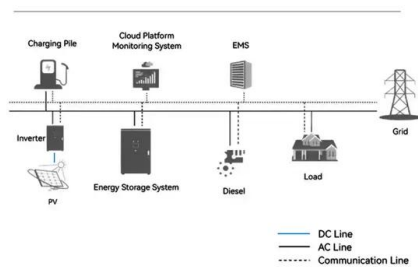 Charging Pile
Cloud Platform
Monitoring System
EMS
Grid
Inverter
PV
Energy Storage System
Diesel
Load
DC Line
AC Line
Communication Line